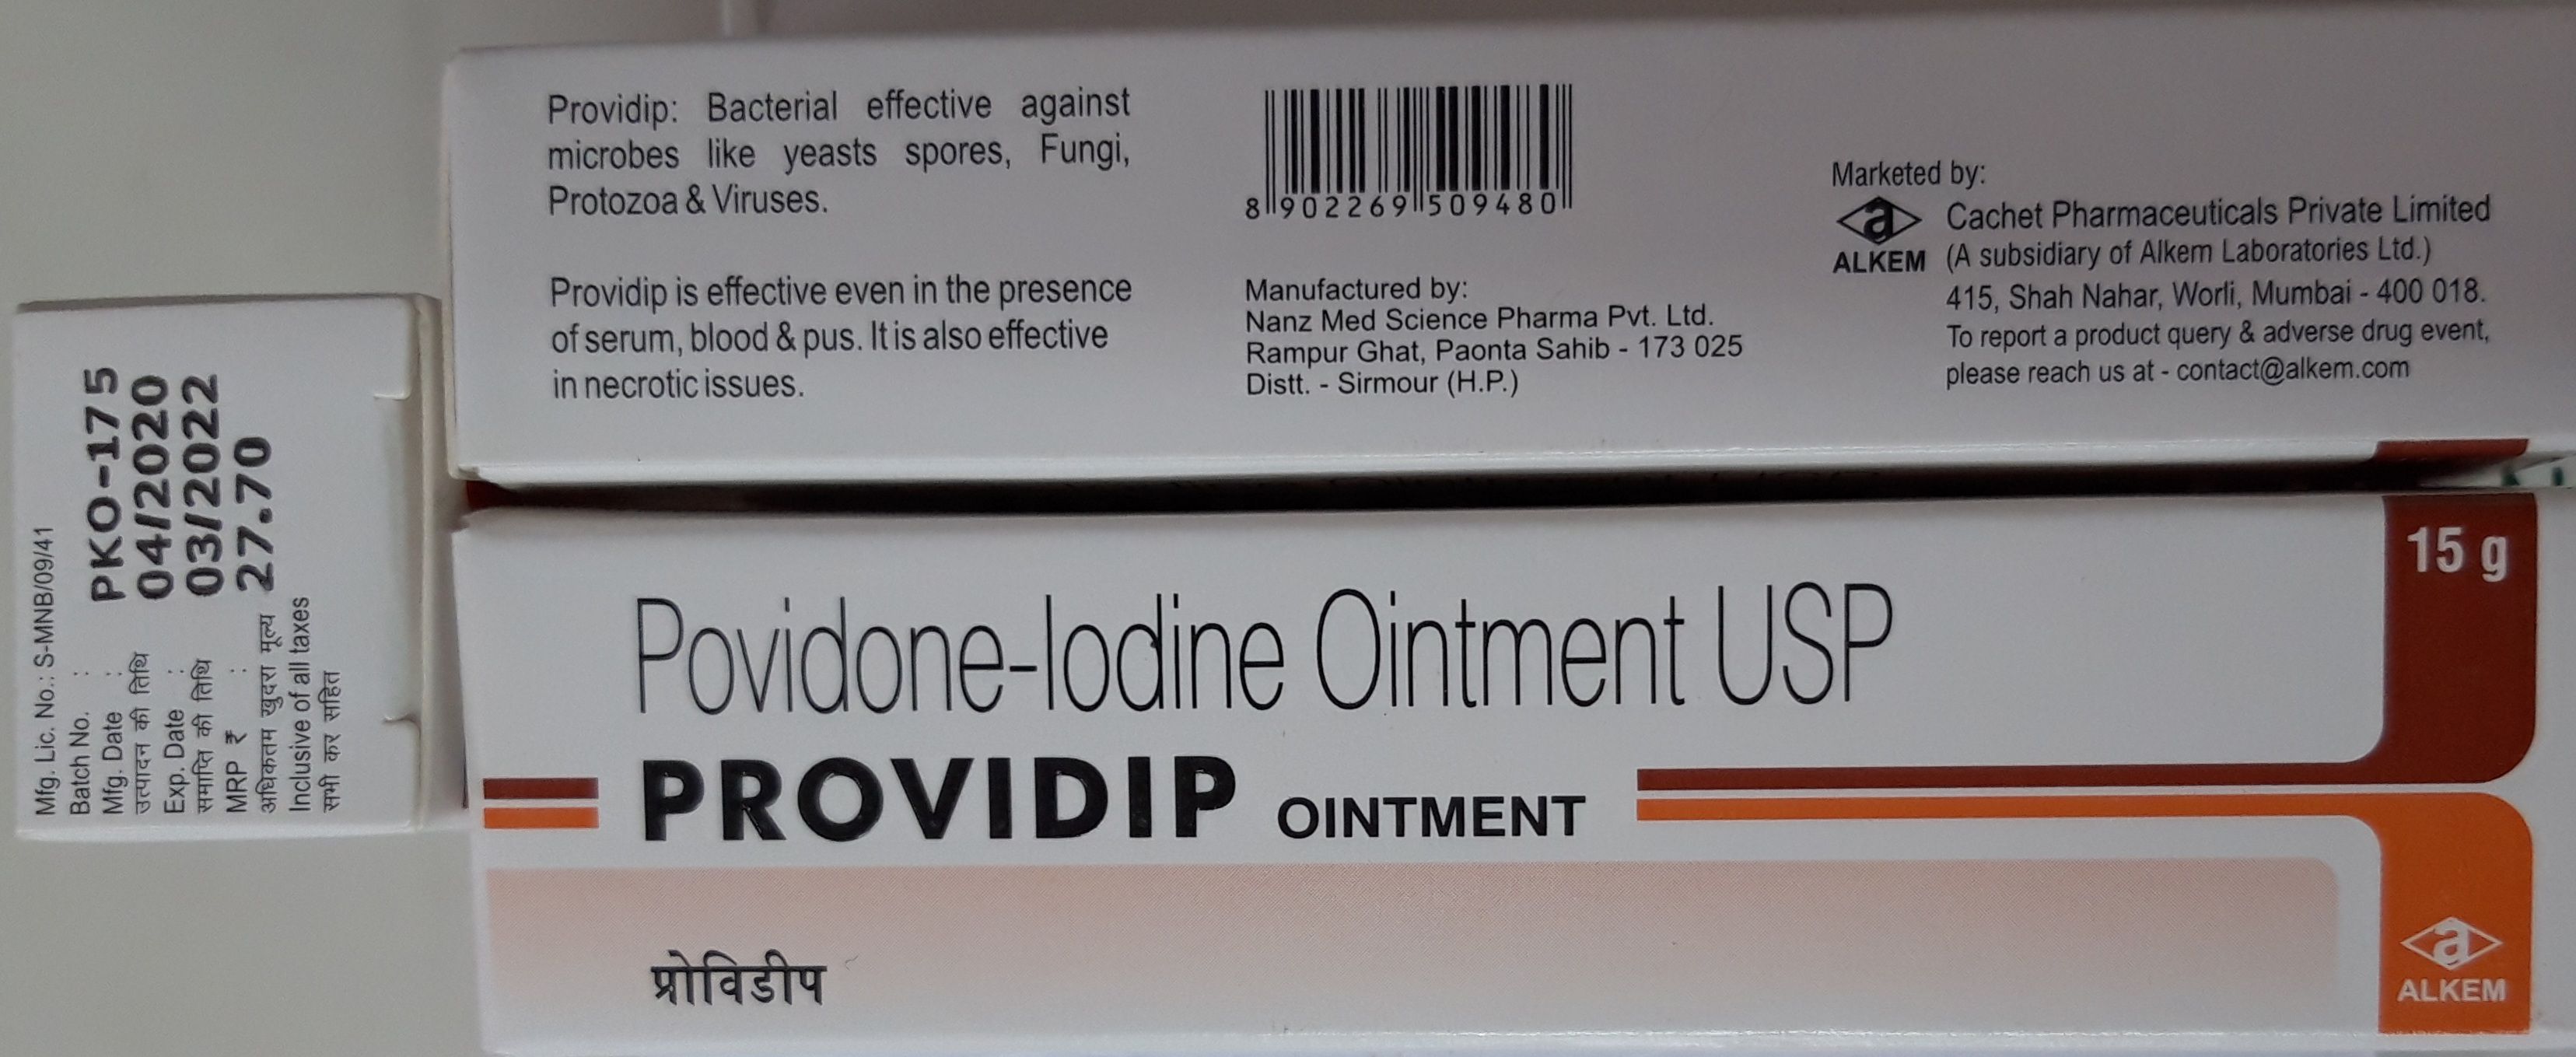 Providip: Bacterial effective against
microbes like yeasts spores, Fungi,
Protozoa & Viruses.
Providip is effective even in the presence
of serum, blood & pus. It is also effective
in necrotic issues.
8 902269 509480
Manufactured by:
Nanz Med Science Pharma Pvt. Ltd.
Rampur Ghat, Paonta Sahib - 173 025
Distt. - Sirmour (H.P.)
Marketed by:
ALKEM
Cachet Pharmaceuticals Private Limited
(A subsidiary of Alkem Laboratories Ltd.)
415, Shah Nahar, Worli, Mumbai - 400 018.
To report a product query & adverse drug event,
please reach us at - contact@alkem.com
Mfg. Lic. No.: S-MNB/09/41
Batch No. : PKO-175
Mfg. Date : 04/2020
उत्पादन की तिथि
Exp. Date : 03/2022
समाप्ति की तिथि
MRP ₹ : 27.70
अधिकतम खुदरा मूल्य
Inclusive of all taxes
सभी कर सहित
15 g
Povidone-Iodine Ointment USP
PROVIDIP OINTMENT
प्रोविडीप
a
ALKEM